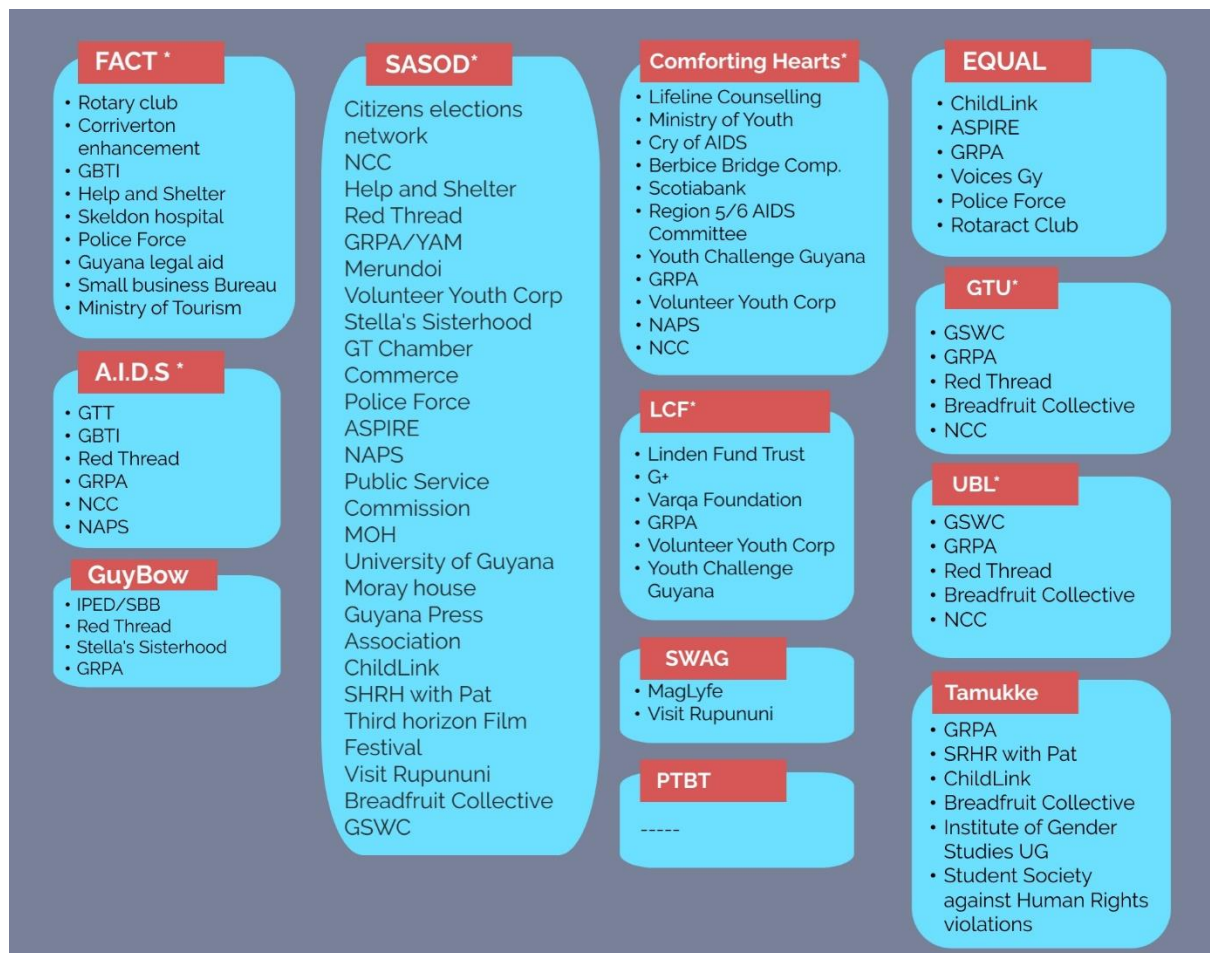 FACT *
• Rotary club
• Corriverton
enhancement
• GBTI
• Help and Shelter
• Skeldon hospital
• Police Force
• Guyana legal aid
• Small business Bureau
• Ministry of Tourism
A.I.D.S *
• GTT
• GBTI
• Red Thread
• GRPA
• NCC
• NAPS
GuyBow
• IPED/SBB
• Red Thread
• Stella's Sisterhood
• GRPA
SASOD*
Citizens elections
network
NCC
Help and Shelter
Red Thread
GRPA/YAM
Merundoi
Volunteer Youth Corp
Stella's Sisterhood
GT Chamber
Commerce
Police Force
ASPIRE
NAPS
Public Service
Commission
MOH
University of Guyana
Moray house
Guyana Press
Association
ChildLink
SHRH with Pat
Third horizon Film
Festival
Visit Rupununi
Breadfruit Collective
GSWC
Comforting Hearts*
• Lifeline Counselling
• Ministry of Youth
• Cry of AIDS
• Berbice Bridge Comp.
• Scotiabank
• Region 5/6 AIDS
Committee
• Youth Challenge Guyana
• GRPA
• Volunteer Youth Corp
• NAPS
• NCC
LCF*
• Linden Fund Trust
• G+
• Varqa Foundation
• GRPA
• Volunteer Youth Corp
• Youth Challenge
Guyana
SWAG
• MagLyfe
• Visit Rupununi
PTBT
-----
EQUAL
• ChildLink
• ASPIRE
• GRPA
• Voices Gy
• Police Force
• Rotaract Club
GTU*
• GSWC
• GRPA
• Red Thread
• Breadfruit Collective
• NCC
UBL*
• GSWC
• GRPA
• Red Thread
• Breadfruit Collective
• NCC
Tamukke
• GRPA
• SRHR with Pat
• ChildLink
• Breadfruit Collective
• Institute of Gender
Studies UG
• Student Society
against Human Rights
violations